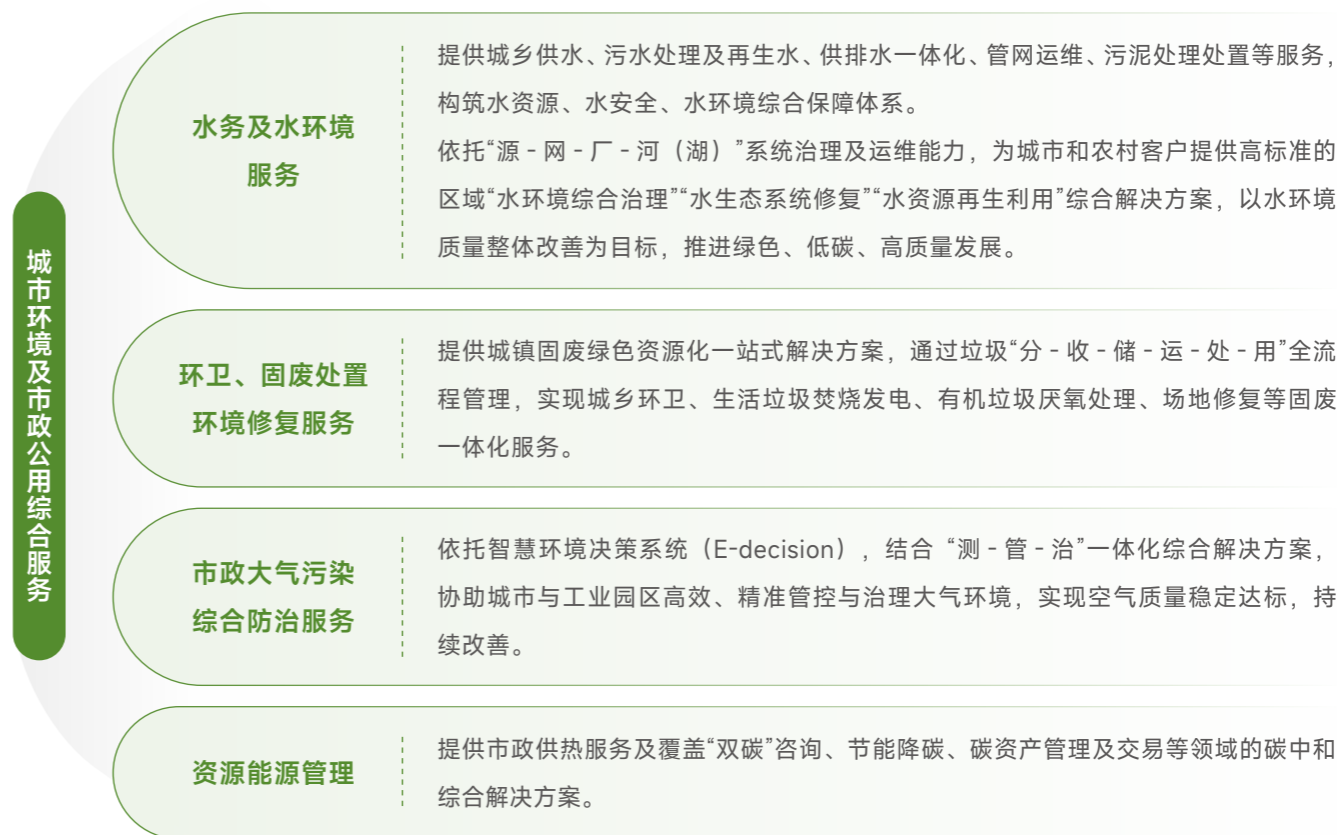 城市环境及市政公用综合服务
水务及水环境
服务
提供城乡供水、污水处理及再生水、供排水一体化、管网运维、污泥处理处置等服务，
构筑水资源、水安全、水环境综合保障体系。
依托“源 - 网 - 厂 - 河（湖）”系统治理及运维能力，为城市和农村客户提供高标准的
区域“水环境综合治理”“水生态系统修复”“水资源再生利用”综合解决方案，以水环境
质量整体改善为目标，推进绿色、低碳、高质量发展。
环卫、固废处置
环境修复服务
提供城镇固废绿色资源化一站式解决方案，通过垃圾“分 - 收 - 储 - 运 - 处 - 用”全流
程管理，实现城乡环卫、生活垃圾焚烧发电、有机垃圾厌氧处理、场地修复等固废
一体化服务。
市政大气污染
综合防治服务
依托智慧环境决策系统（E-decision），结合 “测 - 管 - 治”一体化综合解决方案，
协助城市与工业园区高效、精准管控与治理大气环境，实现空气质量稳定达标，持
续改善。
资源能源管理
提供市政供热服务及覆盖“双碳”咨询、节能降碳、碳资产管理及交易等领域的碳中和
综合解决方案。